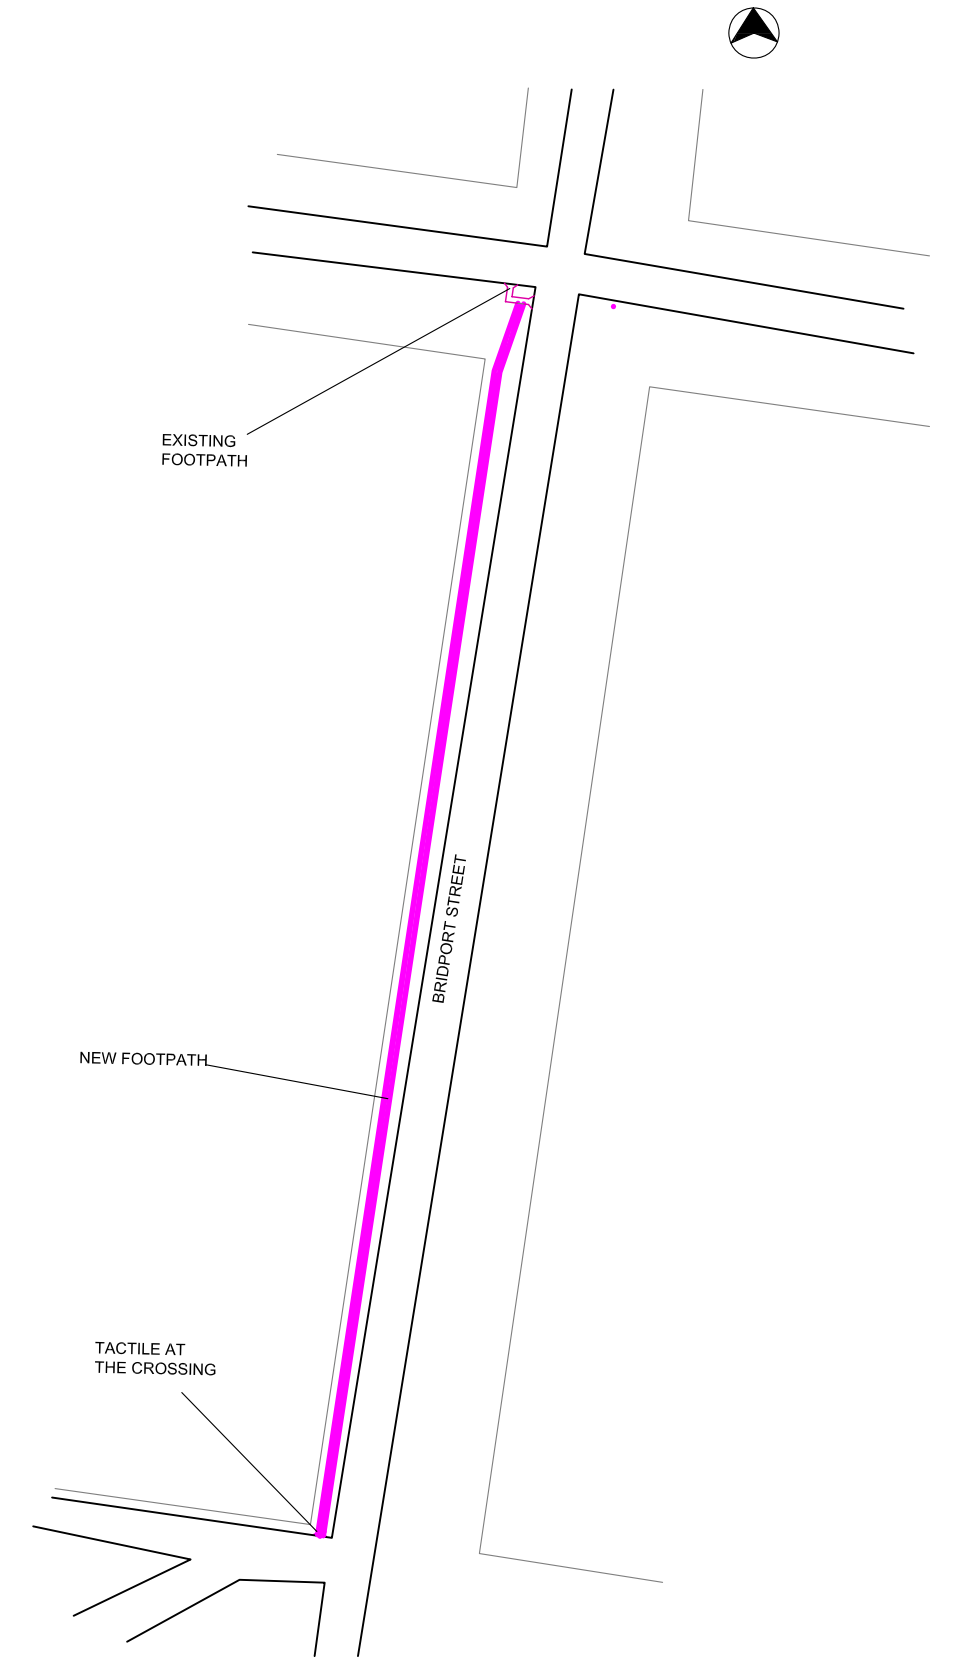 EXISTING
FOOTPATH
BRIDPORT STREET
NEW FOOTPATH
TACTILE AT
THE CROSSING